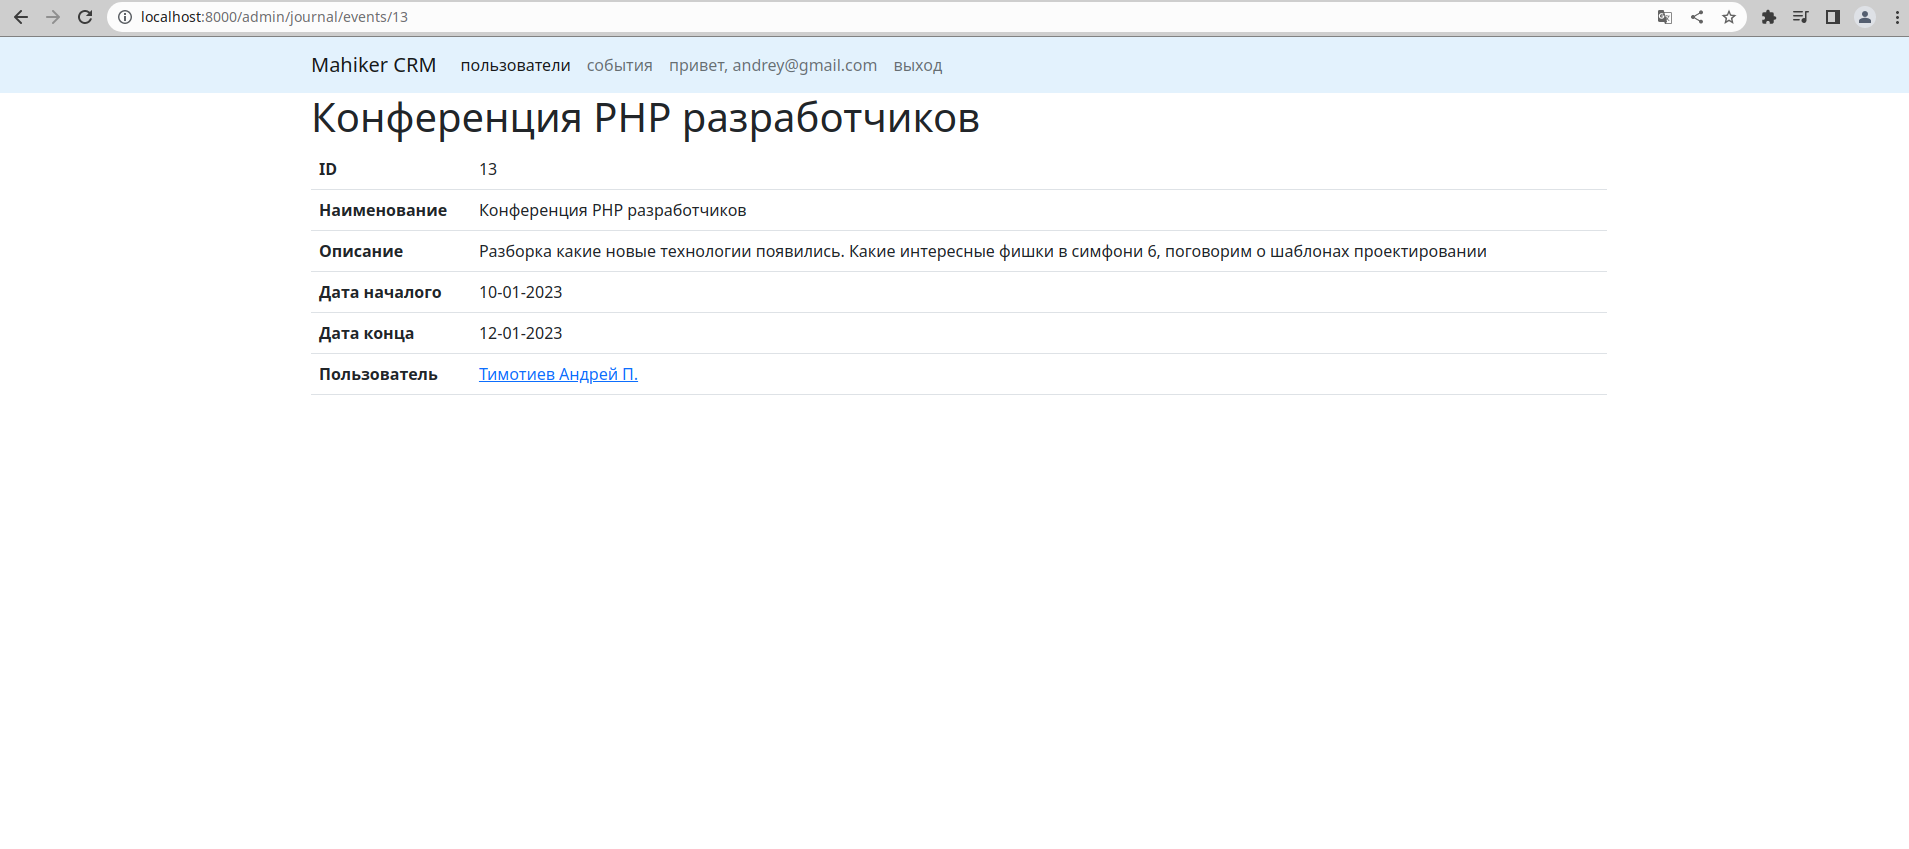 localhost:8000/admin/journal/events/13
Mahiker CRM пользователи события привет, andrey@gmail.com выход
Конференция PHP разработчиков
ID 13
Наименование Конференция PHP разработчиков
Описание Разборка какие новые технологии появились. Какие интересные фишки в симфони 6, поговорим о шаблонах проектировании
Дата началого 10-01-2023
Дата конца 12-01-2023
Пользователь Тимотиев Андрей П.